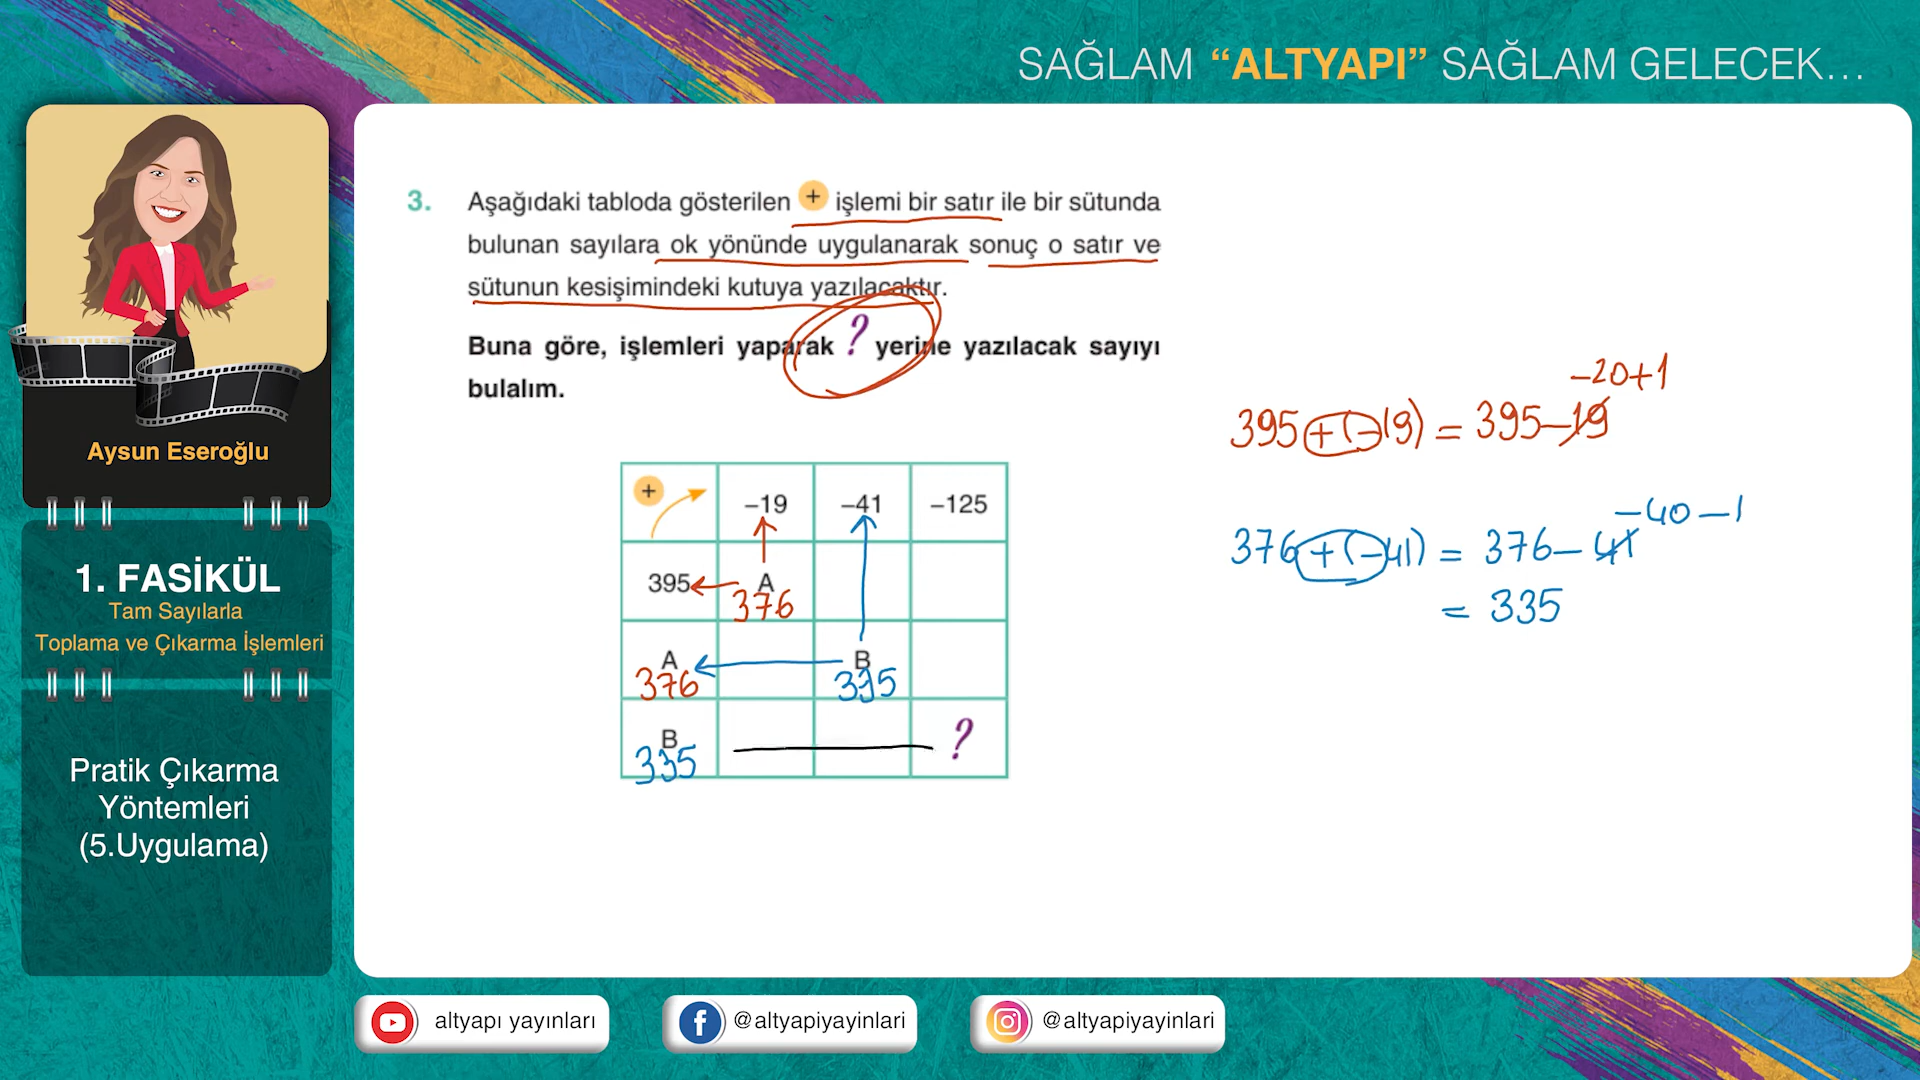 SAĞLAM “ALTYAPI” SAĞLAM GELECEK...
Aysun Eseroğlu
1. FASİKÜL
Tam Sayılarla
Toplama ve Çıkarma İşlemleri
Pratik Çıkarma
Yöntemleri
(5.Uygulama)
3. Aşağıdaki tabloda gösterilen + işlemi bir satır ile bir sütunda
bulunan sayılara ok yönünde uygulanarak sonuç o satır ve
sütunun kesişimindeki kutuya yazılacaktır.
Buna göre, işlemleri yaparak ? yerine yazılacak sayıyı
bulalım.
+ –19 –41 –125
395 A
376
A B
376 335
B ?
335
–20+1
395+(–19) = 395–19
–40–1
376+(–41) = 376–41
= 335
altyapı yayınları
@altyapiyayinlari
@altyapiyayinlari